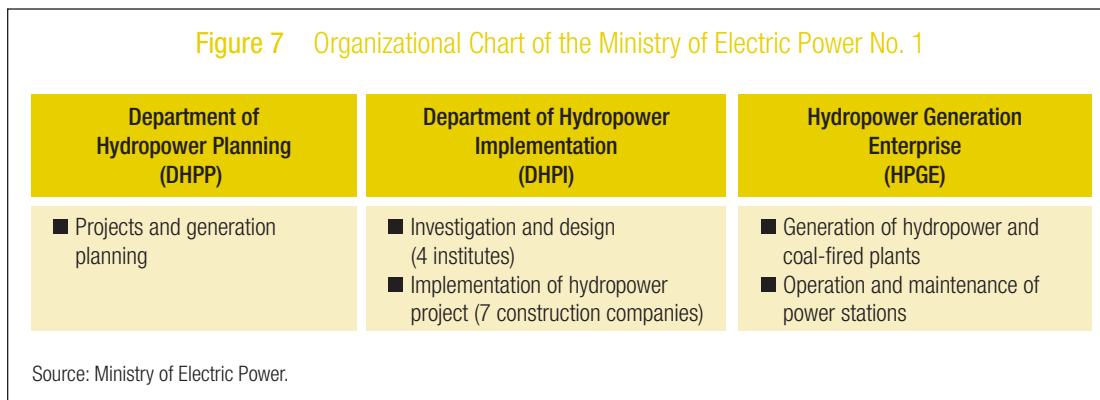 Figure 7 Organizational Chart of the Ministry of Electric Power No. 1
Department of
Hydropower Planning
(DHPP)
■ Projects and generation
planning
Department of Hydropower
Implementation
(DHPI)
■ Investigation and design
(4 institutes)
■ Implementation of hydropower
project (7 construction companies)
Hydropower Generation
Enterprise
(HPGE)
■ Generation of hydropower and
coal-fired plants
■ Operation and maintenance of
power stations
Source: Ministry of Electric Power.